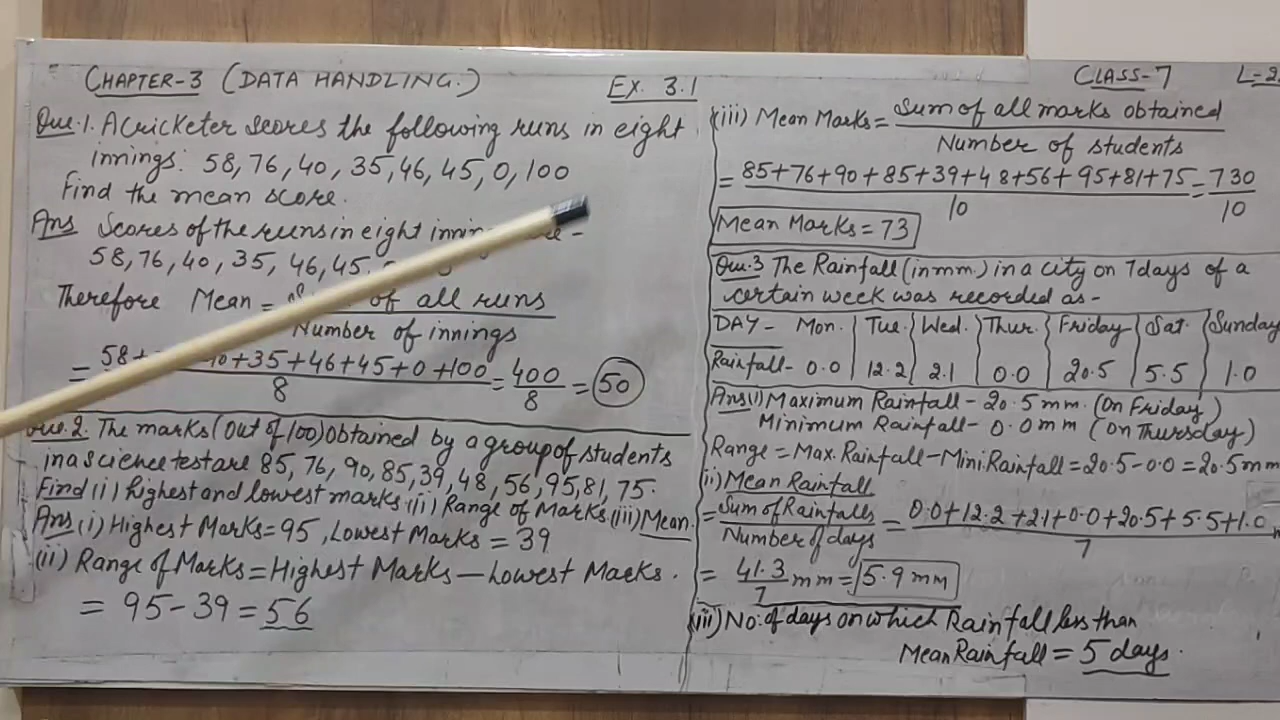 CHAPTER-3 (DATA HANDLING.)
EX. 3.1
CLASS-7
L-2
Que.1. A Cricketer scores the following runs in eight
innings: 58, 76, 40, 35, 46, 45, 0, 100
Find the mean score.
Ans Scores of the runs in eight
58, 76, 40, 35, 46, 45,
Therefore Mean = of all runs
Number of innings
= 58+ 40+35+46+45+0+100 = 400 = 50
8 8
Que.2. The marks (out of 100) obtained by a group of students
in a science test are 85, 76, 90, 85, 39, 48, 56, 95, 81, 75.
Find (i) highest and lowest marks (ii) Range of Marks (iii) Mean.
Ans (i) Highest Marks = 95, Lowest Marks = 39
(ii) Range of Marks = Highest Marks - Lowest Marks.
= 95-39 = 56
(iii) Mean Marks = Sum of all marks obtained
Number of students
= 85+76+90+85+39+48+56+95+81+75 = 730
10 10
Mean Marks = 73
Que.3 The Rainfall (in mm.) in a city on 7 days of a
certain week was recorded as -
DAY - Mon. Tue. Wed. Thur. Friday Sat. Sunday
Rainfall - 0.0 12.2 2.1 0.0 20.5 5.5 1.0
Ans (i) Maximum Rainfall - 20.5 mm. (On Friday)
Minimum Rainfall - 0.0 mm (On Thursday)
Range = Max. Rainfall - Mini. Rainfall = 20.5 - 0.0 = 20.5 mm
(ii) Mean Rainfall
= Sum of Rainfalls = 0.0+12.2+2.1+0.0+20.5+5.5+1.0
Number of days 7
= 41.3 mm = 5.9 mm
7
(iii) No. of days on which Rainfall less than
Mean Rainfall = 5 days.